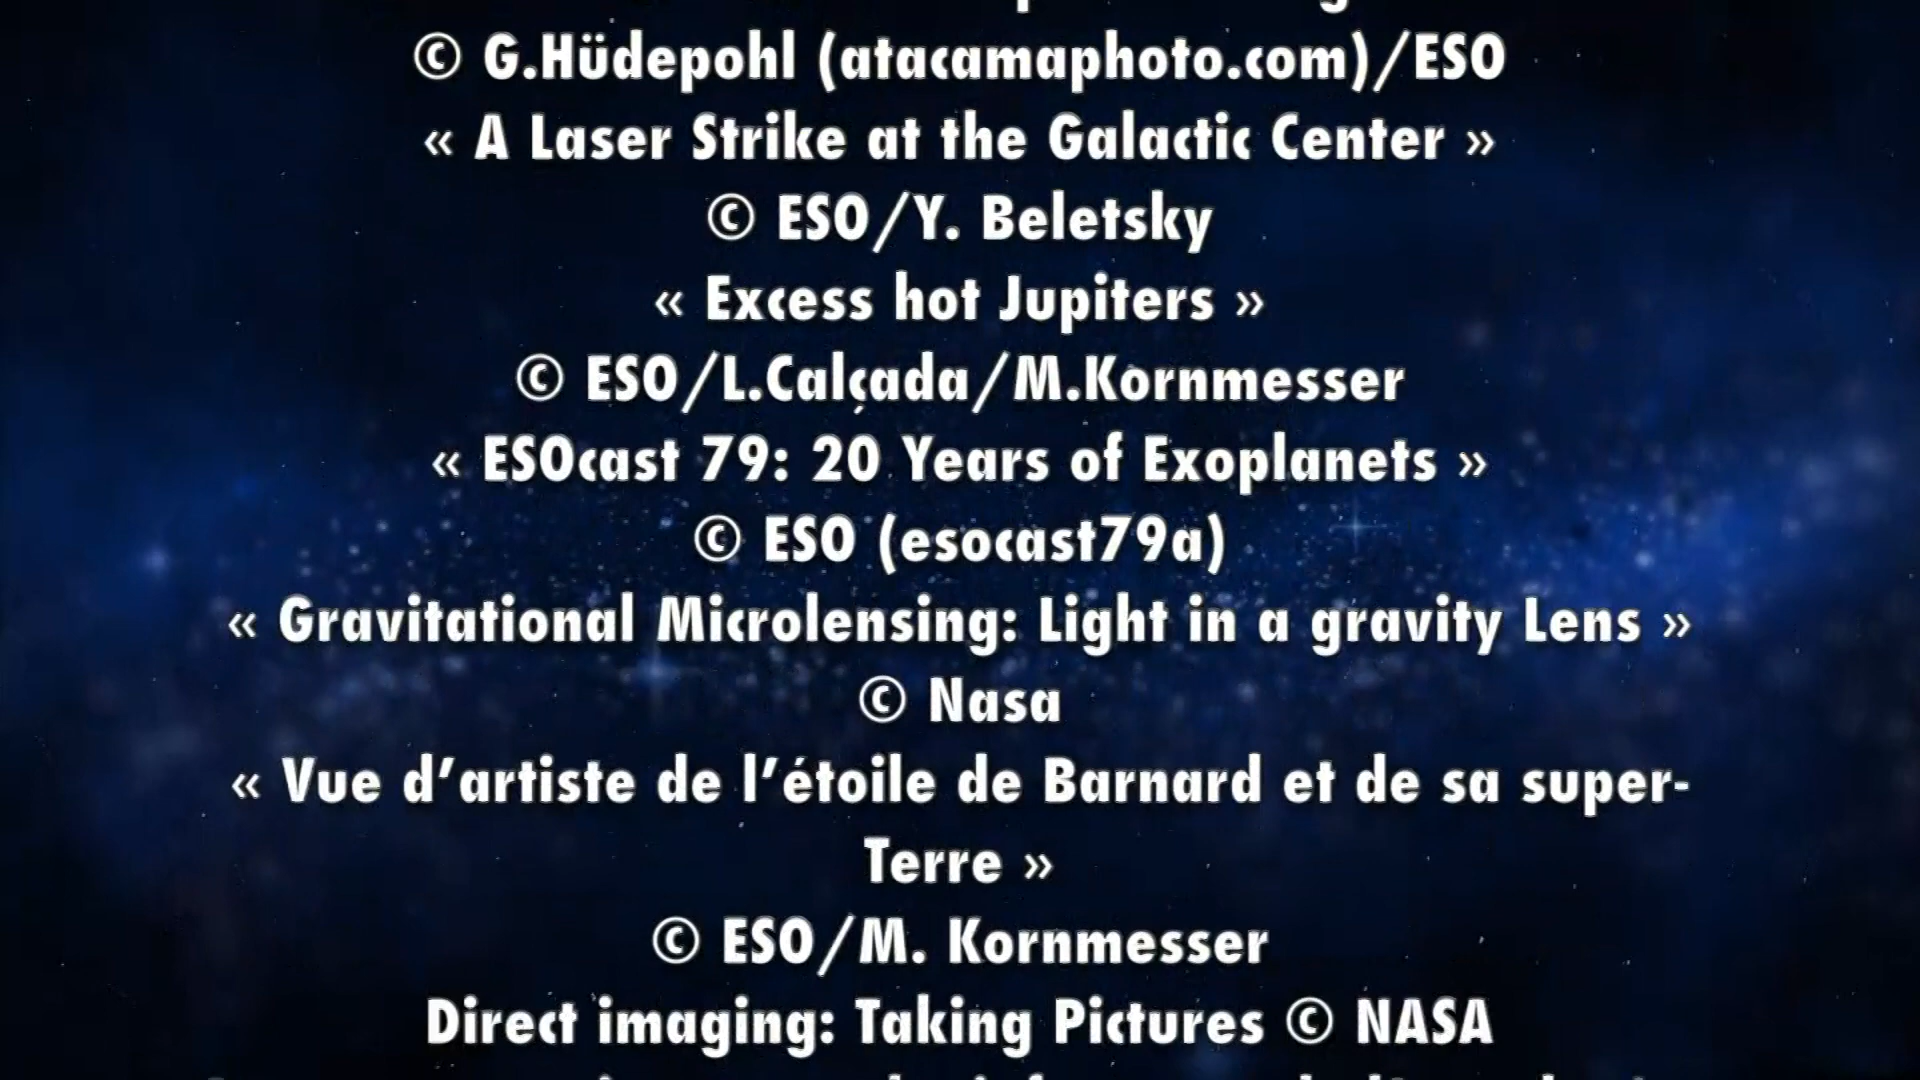 © G.Hüdepohl (atacamaphoto.com)/ESO
« A Laser Strike at the Galactic Center »
© ESO/Y. Beletsky
« Excess hot Jupiters »
© ESO/L.Calçada/M.Kornmesser
« ESOcast 79: 20 Years of Exoplanets »
© ESO (esocast79a)
« Gravitational Microlensing: Light in a gravity Lens »
© Nasa
« Vue d’artiste de l’étoile de Barnard et de sa super-
Terre »
© ESO/M. Kornmesser
Direct imaging: Taking Pictures © NASA